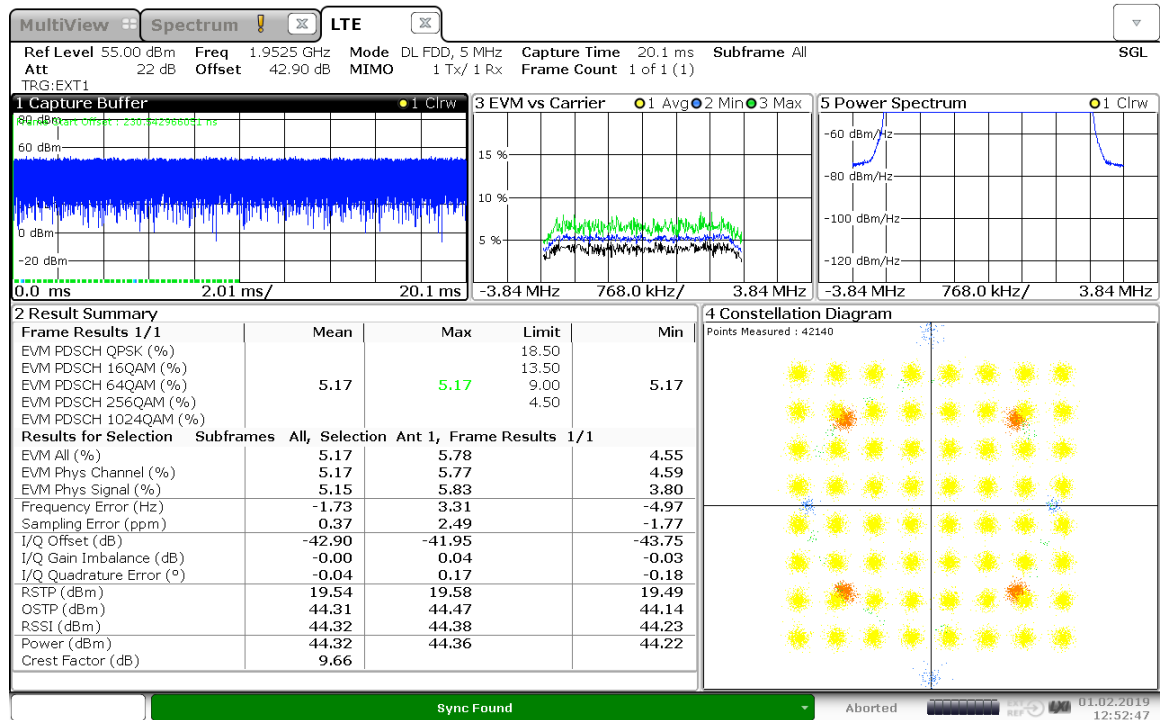 MultiView Spectrum ! LTE
Ref Level 55.00 dBm Freq 1.9525 GHz Mode DL FDD, 5 MHz Capture Time 20.1 ms Subframe All SGL
Att 22 dB Offset 42.90 dB MIMO 1 Tx/ 1 Rx Frame Count 1 of 1 (1)
TRG:EXT1
1 Capture Buffer 1 Clrw
80 dBm
60 dBm
0 dBm
-20 dBm
0.0 ms 2.01 ms/ 20.1 ms
3 EVM vs Carrier 1 Avg 2 Min 3 Max
15 %
10 %
5 %
-3.84 MHz 768.0 kHz/ 3.84 MHz
5 Power Spectrum 1 Clrw
-60 dBm/Hz
-80 dBm/Hz
-100 dBm/Hz
-120 dBm/Hz
-3.84 MHz 768.0 kHz/ 3.84 MHz
2 Result Summary
Frame Results 1/1 Mean Max Limit Min
EVM PDSCH QPSK (%) 18.50
EVM PDSCH 16QAM (%) 13.50
EVM PDSCH 64QAM (%) 5.17 5.17 9.00 5.17
EVM PDSCH 256QAM (%) 4.50
EVM PDSCH 1024QAM (%)
Results for Selection Subframes All, Selection Ant 1, Frame Results 1/1
EVM All (%) 5.17 5.78 4.55
EVM Phys Channel (%) 5.17 5.77 4.59
EVM Phys Signal (%) 5.15 5.83 3.80
Frequency Error (Hz) -1.73 3.31 -4.97
Sampling Error (ppm) 0.37 2.49 -1.77
I/Q Offset (dB) -42.90 -41.95 -43.75
I/Q Gain Imbalance (dB) -0.00 0.04 -0.03
I/Q Quadrature Error (º) -0.04 0.17 -0.18
RSTP (dBm) 19.54 19.58 19.49
OSTP (dBm) 44.31 44.47 44.14
RSSI (dBm) 44.32 44.38 44.23
Power (dBm) 44.32 44.36 44.22
Crest Factor (dB) 9.66
4 Constellation Diagram
Points Measured : 42140
Sync Found Aborted EXT REF LXI 01.02.2019
12:52:47